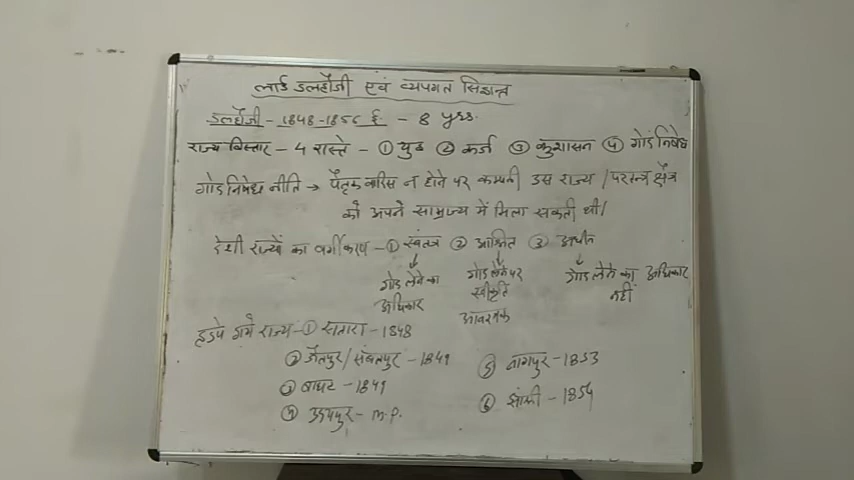 लार्ड डलहौजी एवं व्यपगत सिद्धान्त
डलहौजी - 1848-1856 ई. - 8 yrs.
राज्य विस्तार - 4 रास्ते - ① युद्ध ② कर्ज ③ कुशासन ④ गोद निषेध
गोद निषेध नीति → पैतृक वारिस न होने पर कम्पनी उस राज्य / परतन्त्र क्षेत्र
को अपने साम्राज्य में मिला सकती थी।
देशी राज्यों का वर्गीकरण - ① स्वतंत्र ② आश्रित ③ अधीन
गोद लेने का अधिकार
गोद लेने पर स्वीकृति आवश्यक
गोद लेने का अधिकार नहीं
हड़पे गये राज्य - ① सतारा - 1848
② जैतपुर / संबलपुर - 1849
③ बाघट - 1849
④ उदयपुर - M.P.
⑤ नागपुर - 1853
⑥ झांसी - 1854